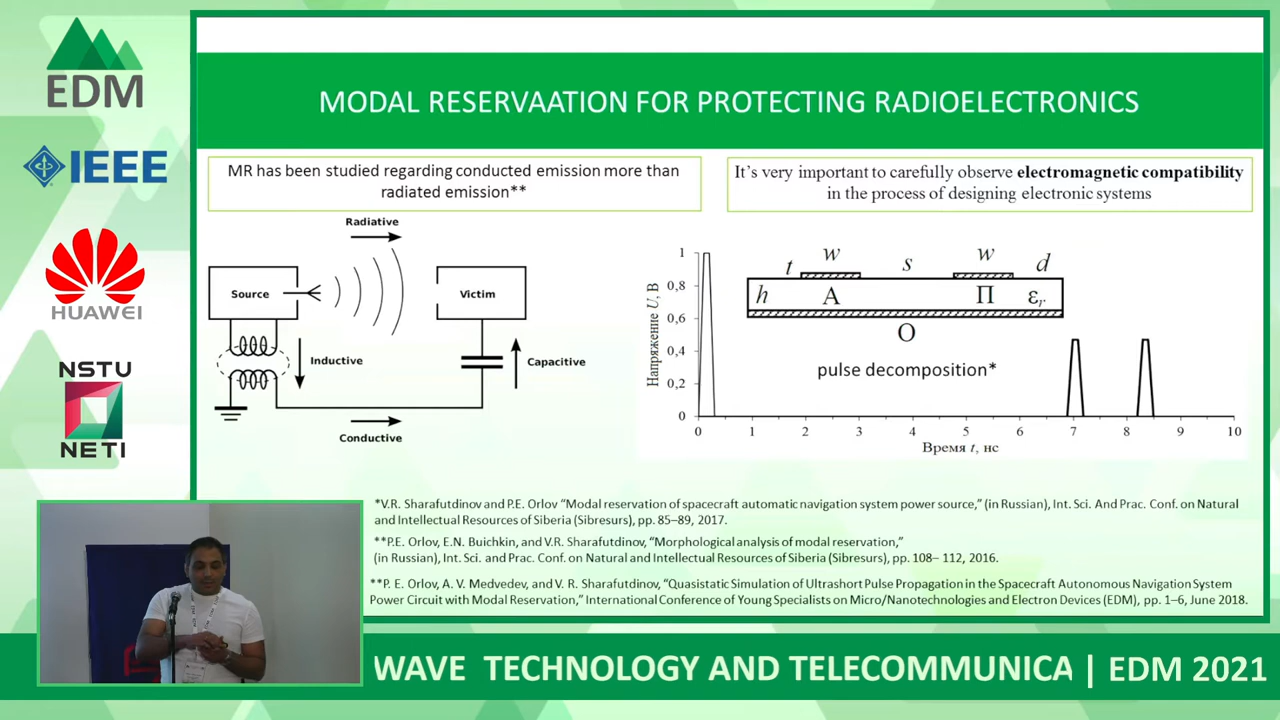 EDM
IEEE
HUAWEI
NSTU
NETI
MODAL RESERVAATION FOR PROTECTING RADIOELECTRONICS
MR has been studied regarding conducted emission more than
radiated emission**
It's very important to carefully observe electromagnetic compatibility
in the process of designing electronic systems
Radiative
Source
Victim
Inductive
Capacitive
Conductive
Напряжение U, В
1
0,8
0,6
0,4
0,2
0
t w s w d
h А П εr
О
pulse decomposition*
0 1 2 3 4 5 6 7 8 9 10
Время t, нс
*V.R. Sharafutdinov and P.E. Orlov “Modal reservation of spacecraft automatic navigation system power source,” (in Russian), Int. Sci. And Prac. Conf. on Natural
and Intellectual Resources of Siberia (Sibresurs), pp. 85–89, 2017.
**P.E. Orlov, E.N. Buichkin, and V.R. Sharafutdinov, “Morphological analysis of modal reservation,”
(in Russian), Int. Sci. and Prac. Conf. on Natural and Intellectual Resources of Siberia (Sibresurs), pp. 108– 112, 2016.
**P. E. Orlov, A. V. Medvedev, and V. R. Sharafutdinov, “Quasistatic Simulation of Ultrashort Pulse Propagation in the Spacecraft Autonomous Navigation System
Power Circuit with Modal Reservation,” International Conference of Young Specialists on Micro/Nanotechnologies and Electron Devices (EDM), pp. 1–6, June 2018.
WAVE TECHNOLOGY AND TELECOMMUNICA | EDM 2021